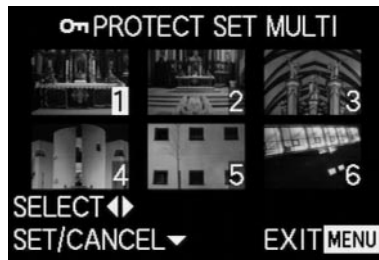 PROTECT SET MULTI
1 2 3
4 5 6
SELECT
SET/CANCEL EXIT MENU